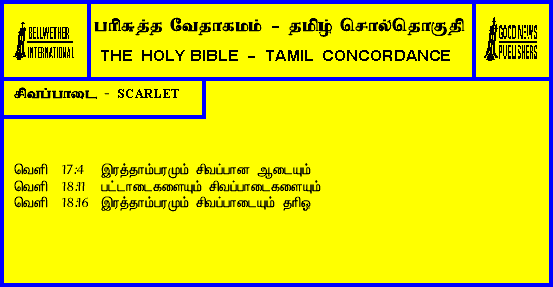 BELLWETHER
INTERNATIONAL
பரிசுத்த வேதாகமம் - தமிழ் சொல்தொகுதி
THE HOLY BIBLE - TAMIL CONCORDANCE
GOOD NEWS
PUBLISHERS
சிவப்பாடை - SCARLET
வெளி 17:4 இரத்தாம்பரமும் சிவப்பான ஆடையும்
வெளி 18:11 பட்டாடைகளையும் சிவப்பாடைகளையும்
வெளி 18:16 இரத்தாம்பரமும் சிவப்பாடையும் தரிஒ